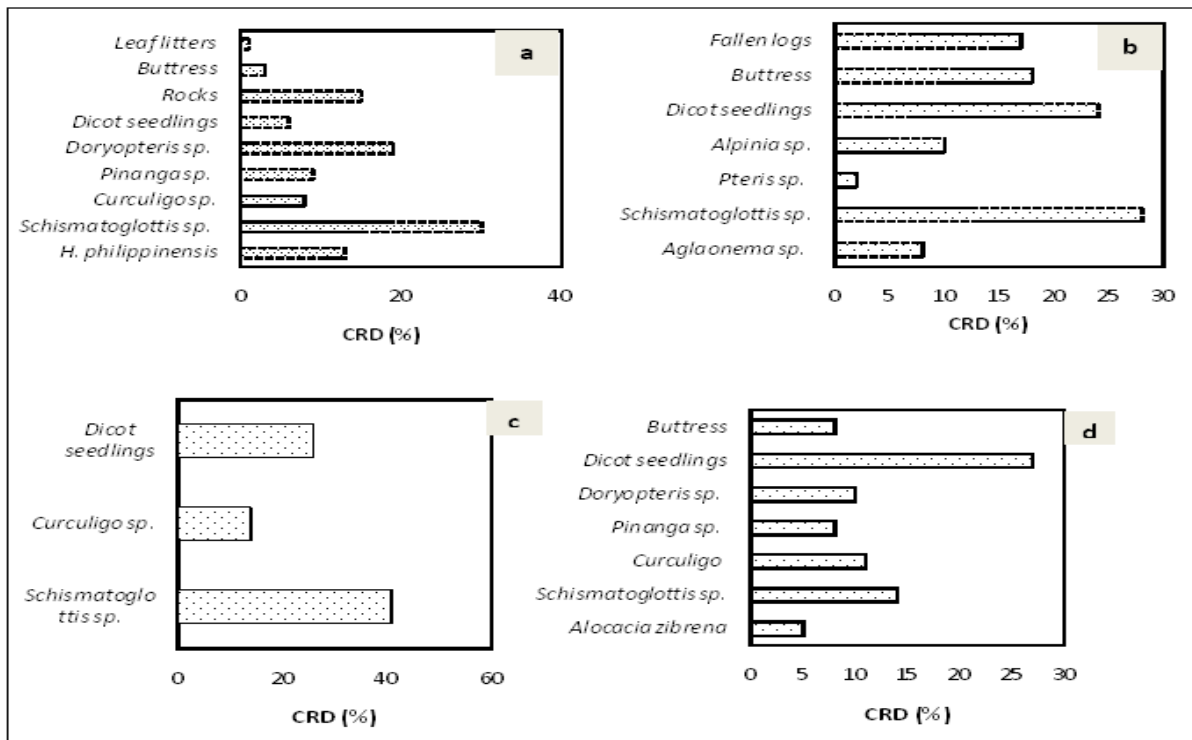 a
Leaf litters
Buttress
Rocks
Dicot seedlings
Doryopteris sp.
Pinanga sp.
Curculigo sp.
Schismatoglottis sp.
H. philippinensis
0 20 40
CRD (%)
b
Fallen logs
Buttress
Dicot seedlings
Alpinia sp.
Pteris sp.
Schismatoglottis sp.
Aglaonema sp.
0 5 10 15 20 25 30
CRD (%)
c
Dicot
seedlings
Curculigo sp.
Schismatoglo
ttis sp.
0 20 40 60
CRD (%)
d
Buttress
Dicot seedlings
Doryopteris sp.
Pinanga sp.
Curculigo
Schismatoglottis sp.
Alocacia zibrena
0 5 10 15 20 25 30
CRD (%)